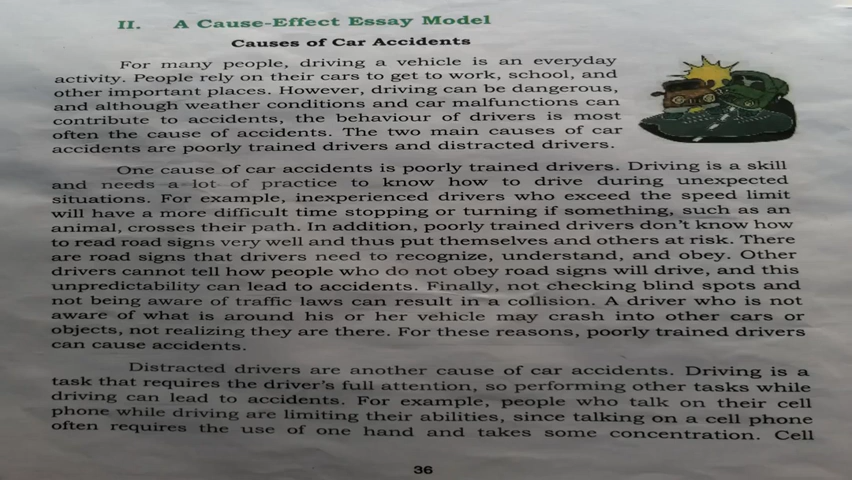 II. A Cause-Effect Essay Model
Causes of Car Accidents
For many people, driving a vehicle is an everyday
activity. People rely on their cars to get to work, school, and
other important places. However, driving can be dangerous,
and although weather conditions and car malfunctions can
contribute to accidents, the behaviour of drivers is most
often the cause of accidents. The two main causes of car
accidents are poorly trained drivers and distracted drivers.
One cause of car accidents is poorly trained drivers. Driving is a skill
and needs a lot of practice to know how to drive during unexpected
situations. For example, inexperienced drivers who exceed the speed limit
will have a more difficult time stopping or turning if something, such as an
animal, crosses their path. In addition, poorly trained drivers don't know how
to read road signs very well and thus put themselves and others at risk. There
are road signs that drivers need to recognize, understand, and obey. Other
drivers cannot tell how people who do not obey road signs will drive, and this
unpredictability can lead to accidents. Finally, not checking blind spots and
not being aware of traffic laws can result in a collision. A driver who is not
aware of what is around his or her vehicle may crash into other cars or
objects, not realizing they are there. For these reasons, poorly trained drivers
can cause accidents.
Distracted drivers are another cause of car accidents. Driving is a
task that requires the driver's full attention, so performing other tasks while
driving can lead to accidents. For example, people who talk on their cell
phone while driving are limiting their abilities, since talking on a cell phone
often requires the use of one hand and takes some concentration. Cell
36